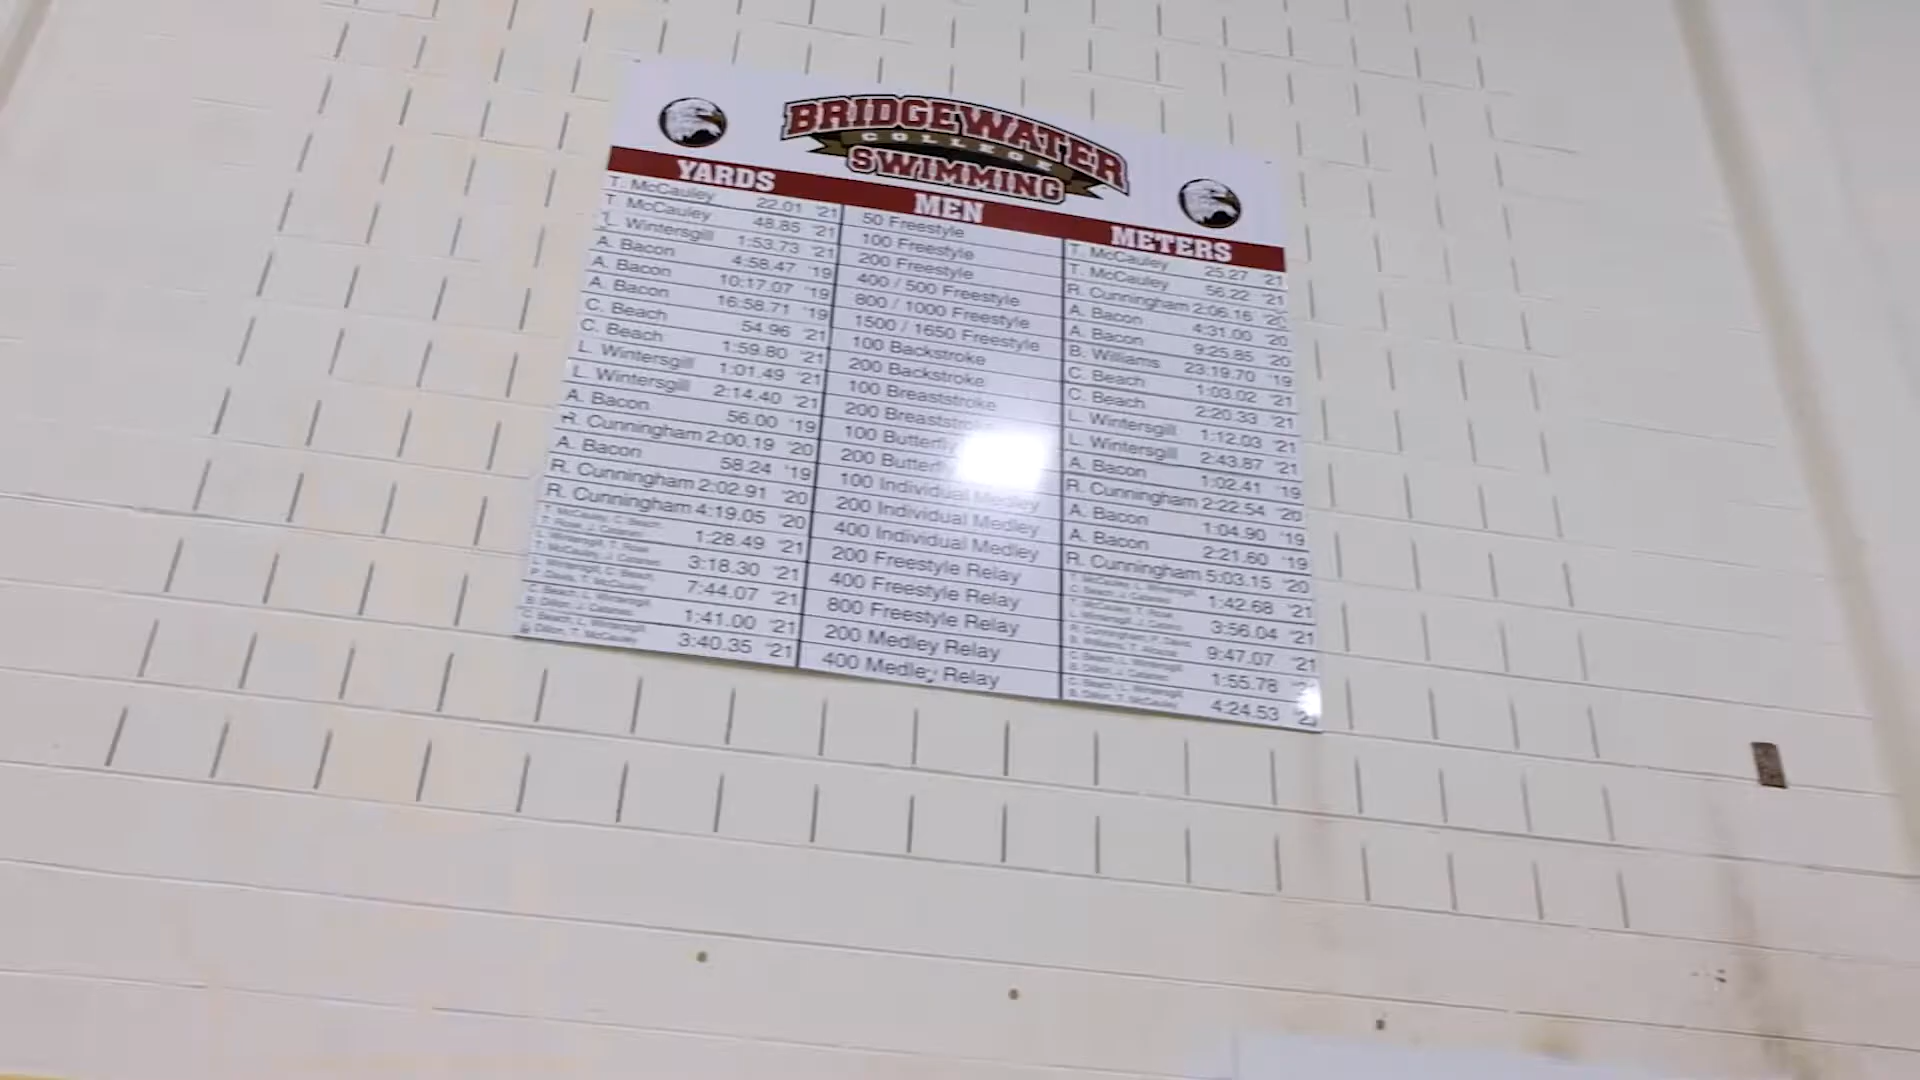 BRIDGEWATER
COLLEGE
SWIMMING
YARDS MEN METERS
T. McCauley 22.01 '21 50 Freestyle T. McCauley 25.27 '21
T. McCauley 48.85 '21 100 Freestyle T. McCauley 56.22 '21
L. Wintersgill 1:53.73 '21 200 Freestyle R. Cunningham 2:06.16 '20
A. Bacon 4:58.47 '19 400 / 500 Freestyle A. Bacon 4:31.00 '20
A. Bacon 10:17.07 '19 800 / 1000 Freestyle A. Bacon 9:25.85 '20
A. Bacon 16:58.71 '19 1500 / 1650 Freestyle B. Williams 23:19.70 '19
C. Beach 54.96 '21 100 Backstroke C. Beach 1:03.02 '21
C. Beach 1:59.80 '21 200 Backstroke C. Beach 2:20.33 '21
L. Wintersgill 1:01.49 '21 100 Breaststroke L. Wintersgill 1:12.03 '21
L. Wintersgill 2:14.40 '21 200 Breaststroke L. Wintersgill 2:43.87 '21
A. Bacon 56.00 '19 100 Butterfly A. Bacon 1:02.41 '19
R. Cunningham 2:00.19 '20 200 Butterfly R. Cunningham 2:22.54 '20
A. Bacon 58.24 '19 100 Individual Medley A. Bacon 1:04.90 '19
R. Cunningham 2:02.91 '20 200 Individual Medley A. Bacon 2:21.60 '19
R. Cunningham 4:19.05 '20 400 Individual Medley R. Cunningham 5:03.15 '20
1:28.49 '21 200 Freestyle Relay 1:42.68 '21
3:18.30 '21 400 Freestyle Relay 3:56.04 '21
7:44.07 '21 800 Freestyle Relay 9:47.07 '21
1:41.00 '21 200 Medley Relay 1:55.78
3:40.35 '21 400 Medley Relay 4:24.53